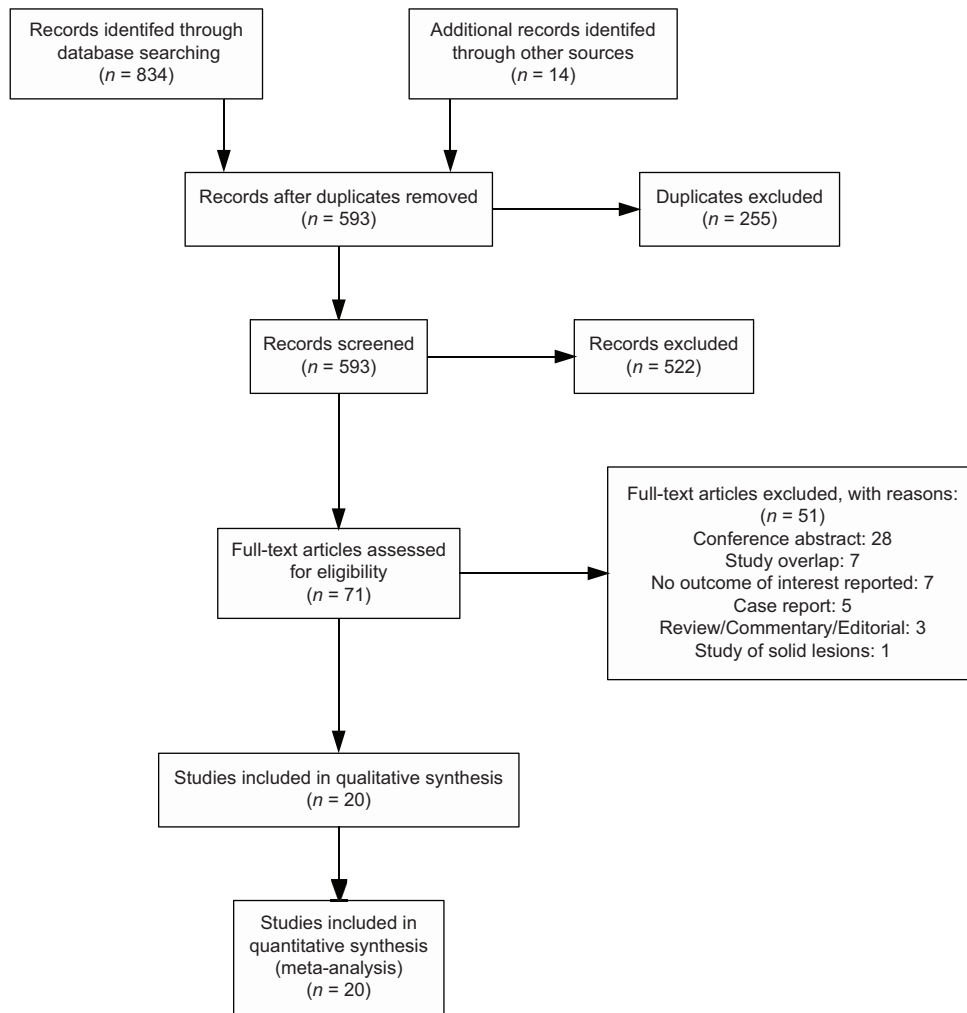 Records identifed through
database searching
(n = 834)
Additional records identifed
through other sources
(n = 14)
Records after duplicates removed
(n = 593)
Duplicates excluded
(n = 255)
Records screened
(n = 593)
Records excluded
(n = 522)
Full-text articles assessed
for eligibility
(n = 71)
Full-text articles excluded, with reasons:
(n = 51)
Conference abstract: 28
Study overlap: 7
No outcome of interest reported: 7
Case report: 5
Review/Commentary/Editorial: 3
Study of solid lesions: 1
Studies included in qualitative synthesis
(n = 20)
Studies included in
quantitative synthesis
(meta-analysis)
(n = 20)